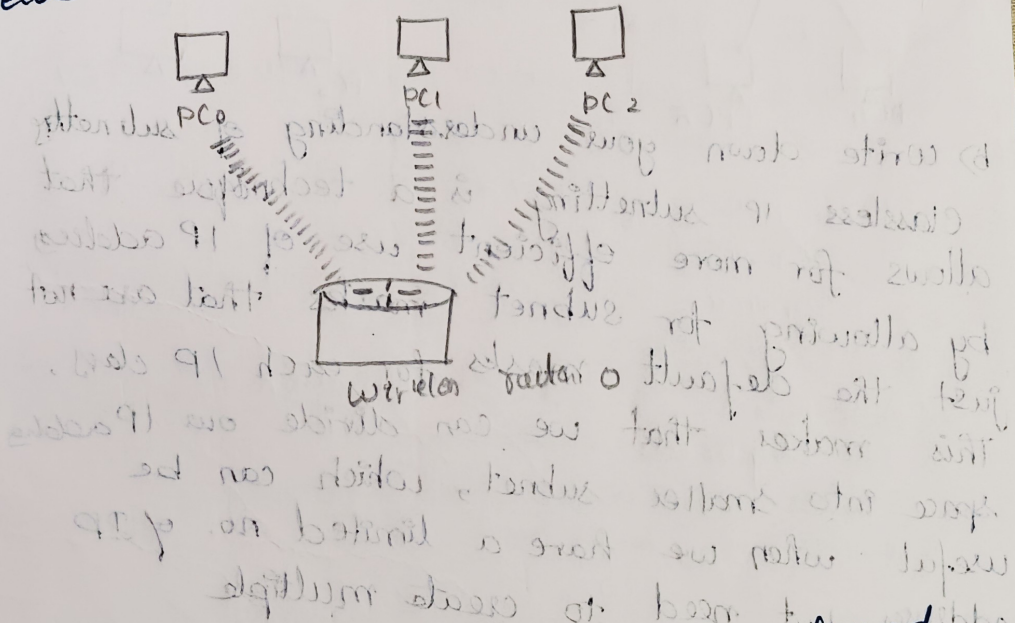 PC0 PC1 PC2
write down your understanding of subnetting
Classless IP subnetting is a technique that
allows for more efficient use of IP address
by allowing for subnet masks that are not
just the default masks each IP class.
Wireless router 0
This makes that we can divide our IP address
space into smaller subnet, which can be
useful when we have a limited no. of IP
need to create multiple